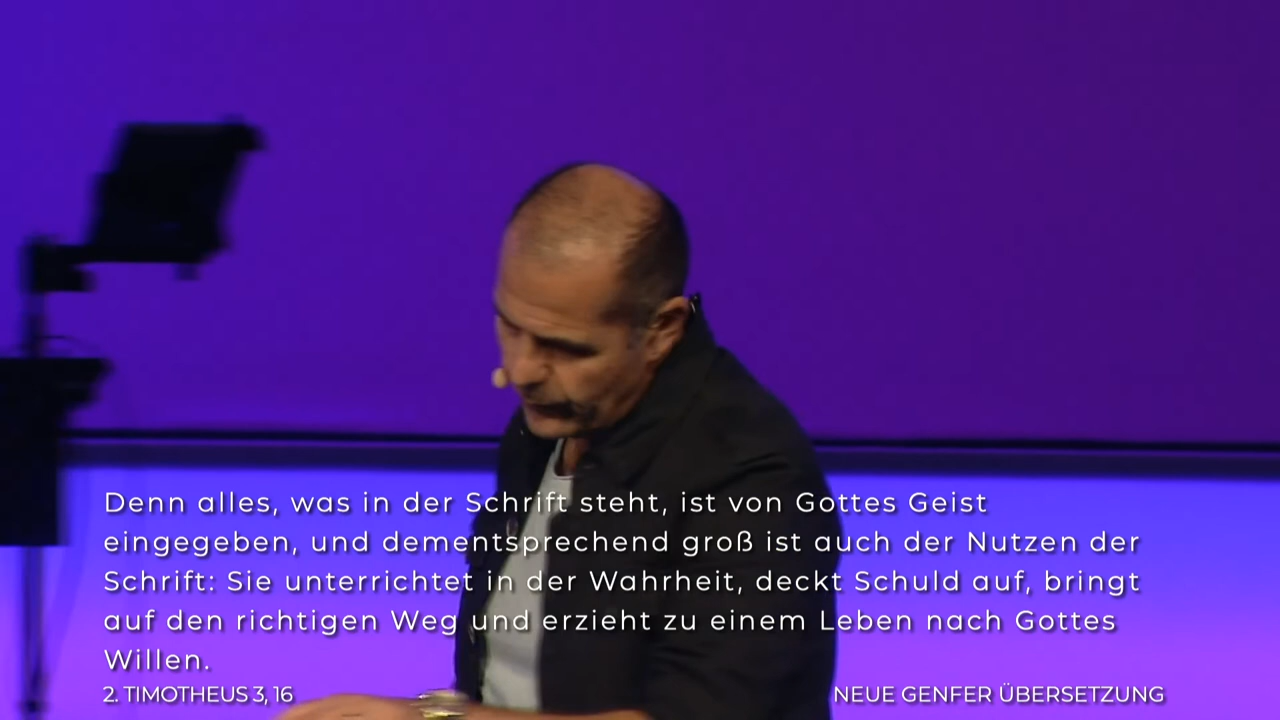 Denn alles, was in der Schrift steht, ist von Gottes Geist
eingegeben, und dementsprechend groß ist auch der Nutzen der
Schrift: Sie unterrichtet in der Wahrheit, deckt Schuld auf, bringt
auf den richtigen Weg und erzieht zu einem Leben nach Gottes
Willen.
2. TIMOTHEUS 3, 16
NEUE GENFER ÜBERSETZUNG